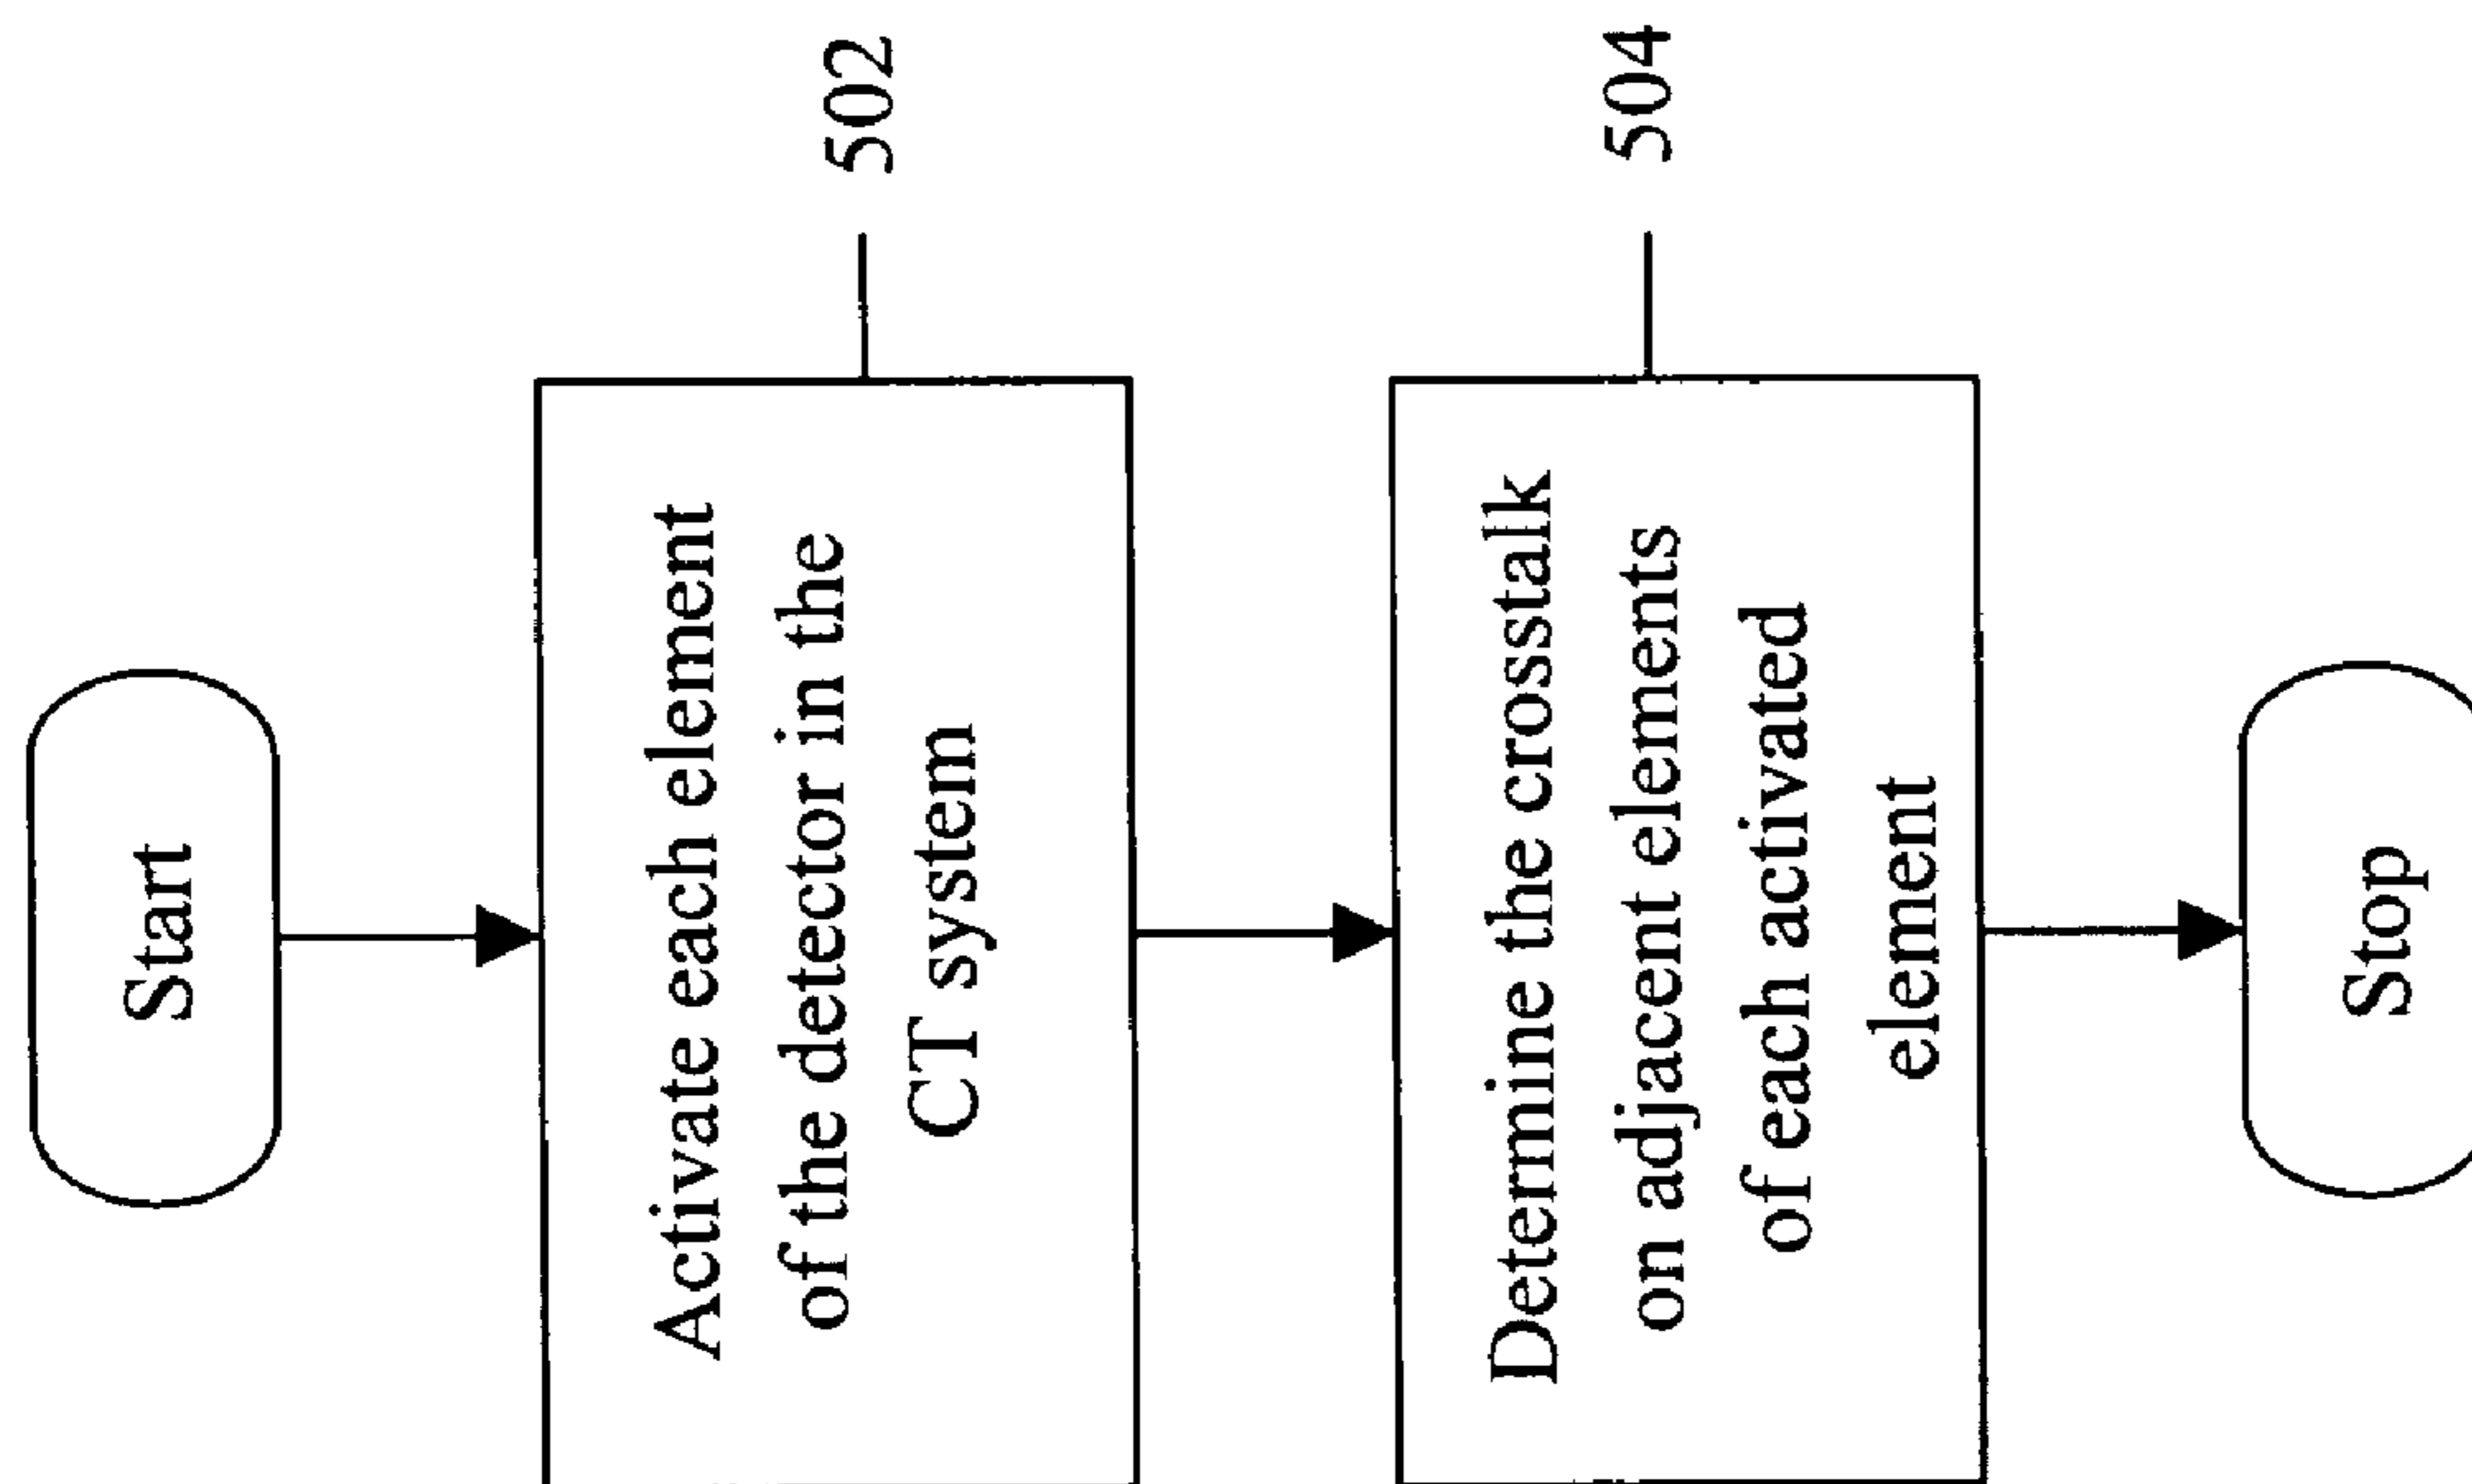 Start
Activate each element
of the detector in the
CT system
502
Determine the crosstalk
on adjacent elements
of each activated
element
504
Stop